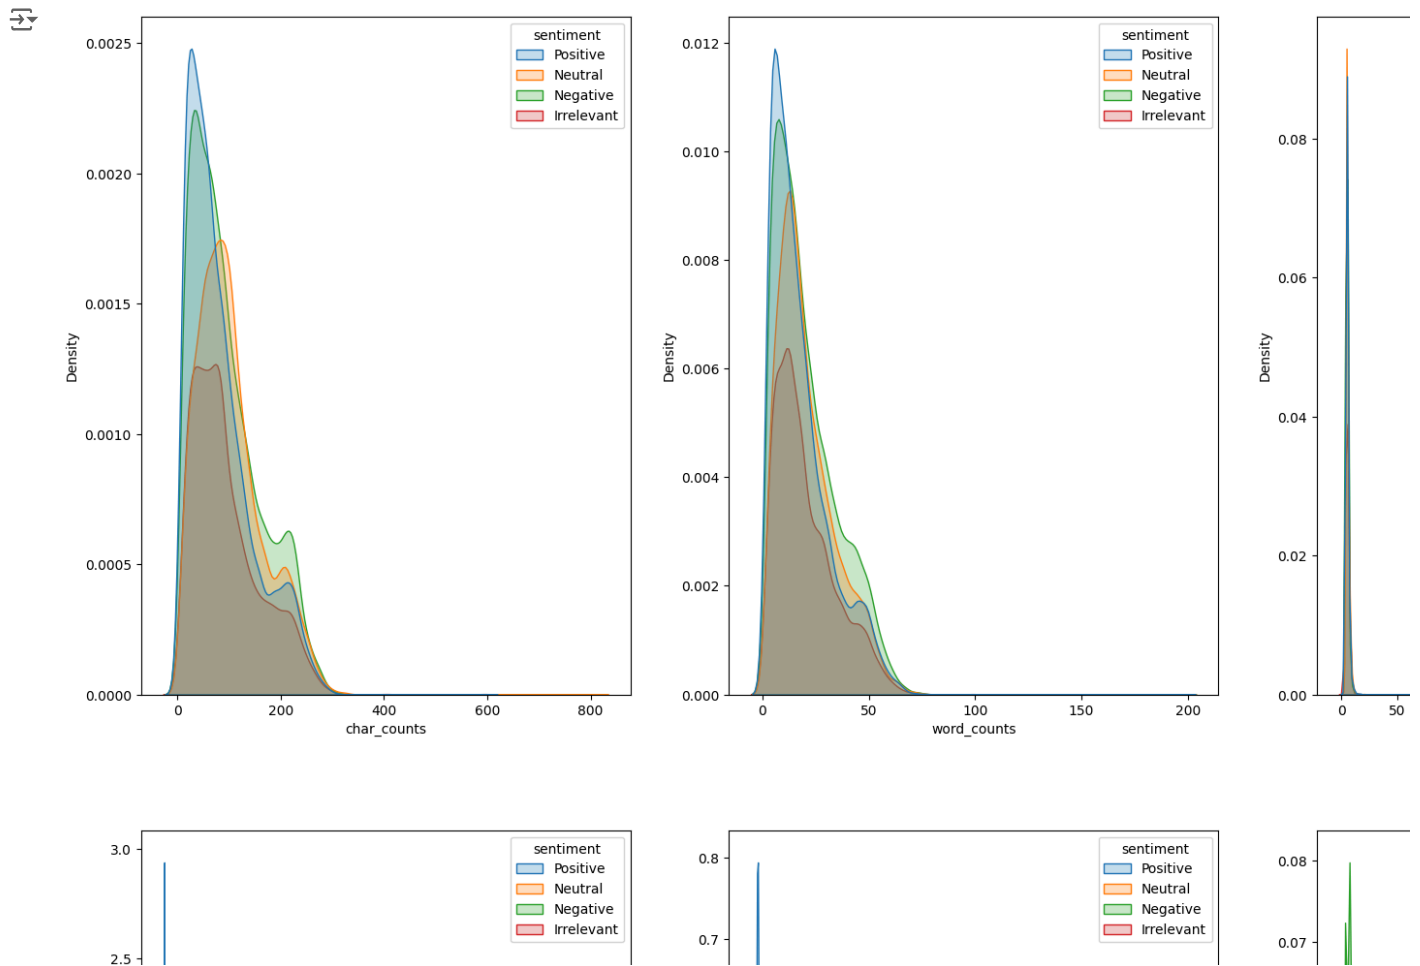 sentiment
Positive
Neutral
Negative
Irrelevant
0.0025
0.0020
0.0015
0.0010
0.0005
0.0000
Density
0
200
400
600
800
char_counts
sentiment
Positive
Neutral
Negative
Irrelevant
0.012
0.010
0.008
0.006
0.004
0.002
0.000
Density
0
50
100
150
200
word_counts
0.08
0.06
0.04
0.02
0.00
Density
0
50
sentiment
Positive
Neutral
Negative
Irrelevant
3.0
2.5
sentiment
Positive
Neutral
Negative
Irrelevant
0.8
0.7
0.08
0.07